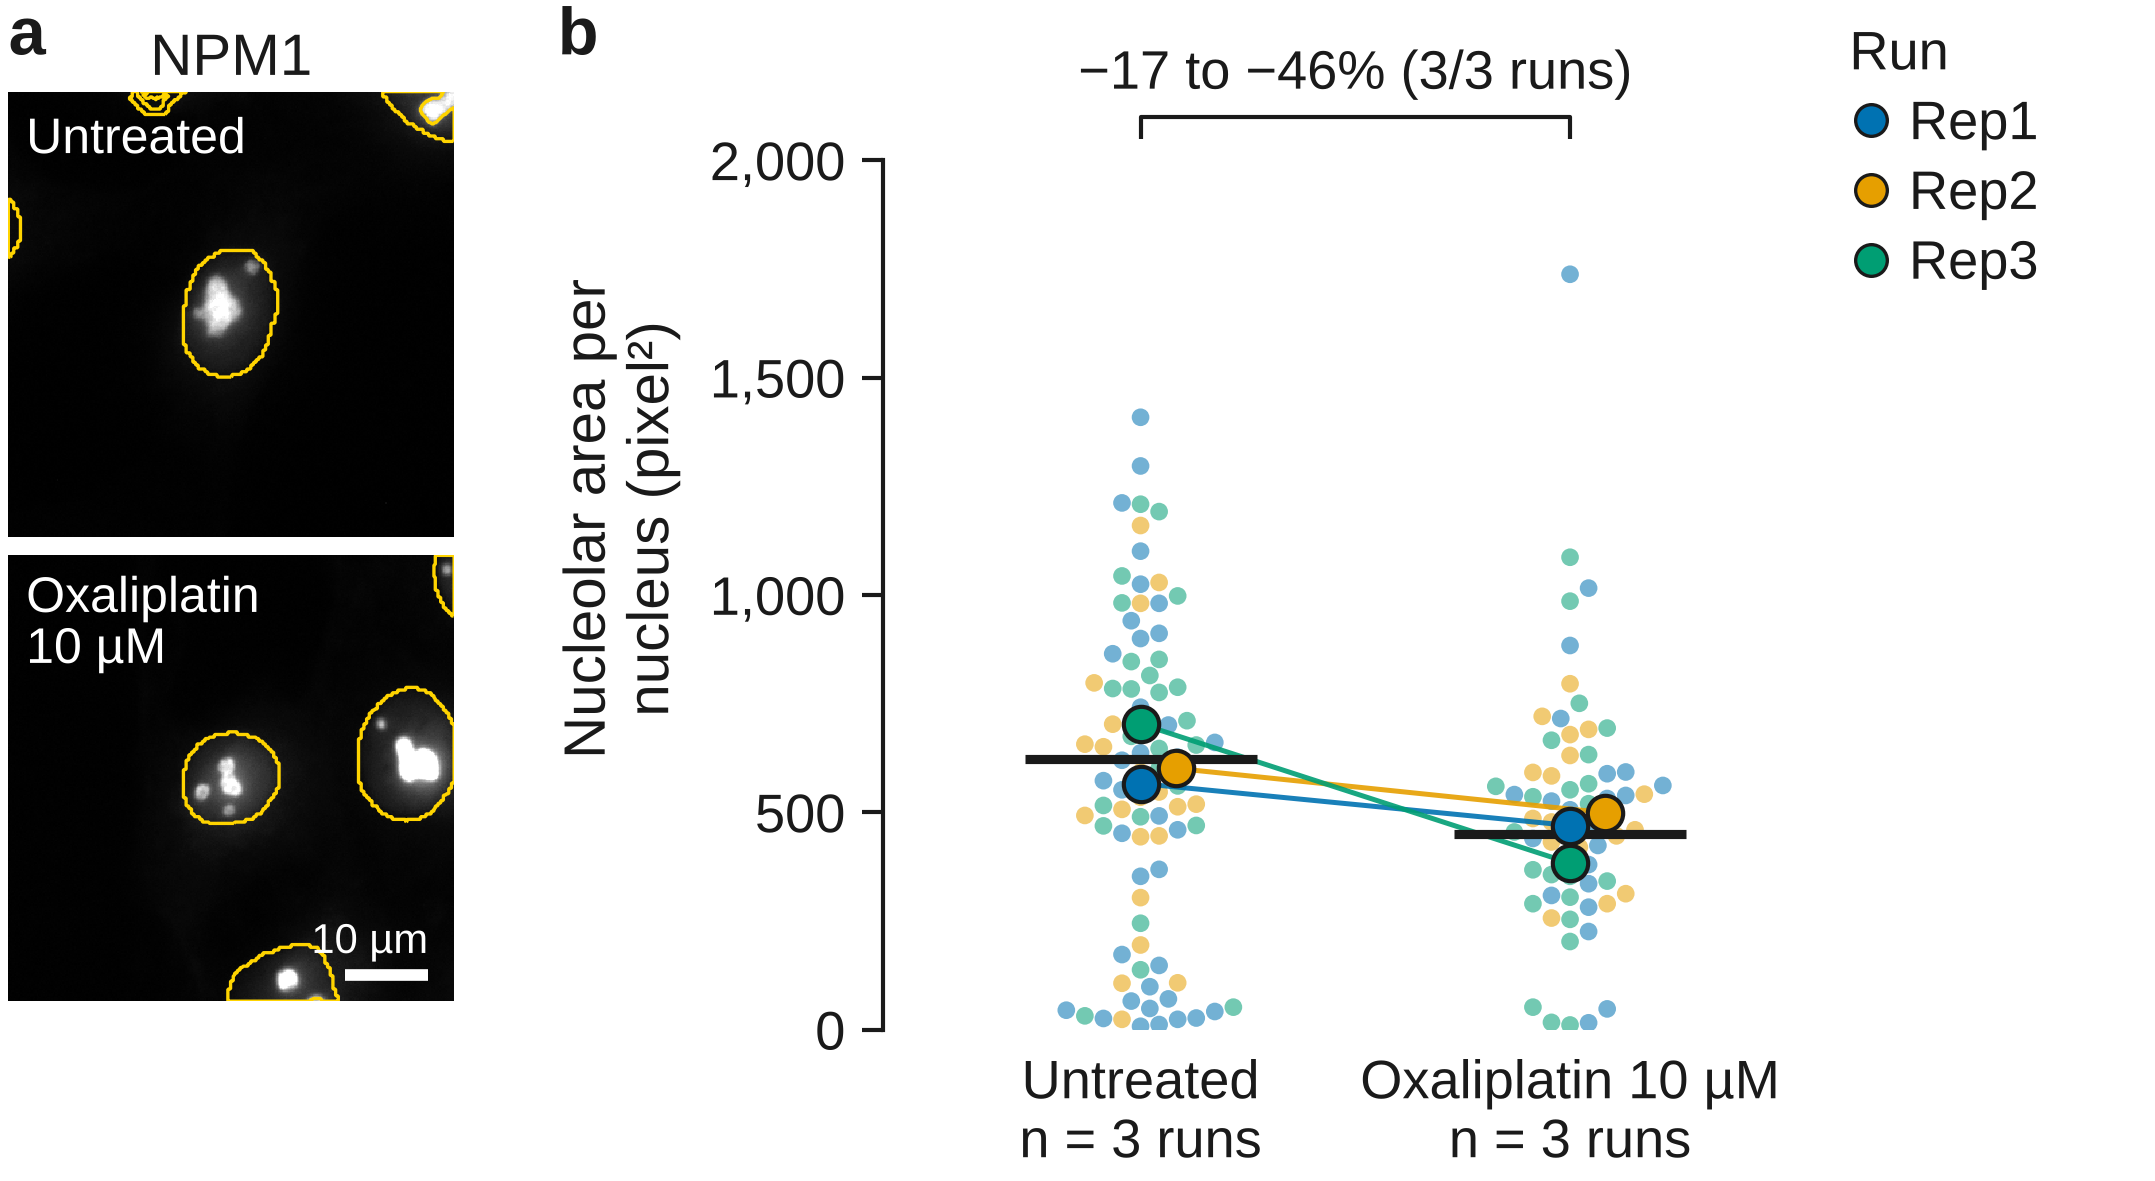 a
NPM1
Untreated
Oxaliplatin
10 µM
10 µm
b
−17 to −46% (3/3 runs)
Nucleolar area per
nucleus (pixel²)
2,000
1,500
1,000
500
0
Untreated
n = 3 runs
Oxaliplatin 10 µM
n = 3 runs
Run
Rep1
Rep2
Rep3